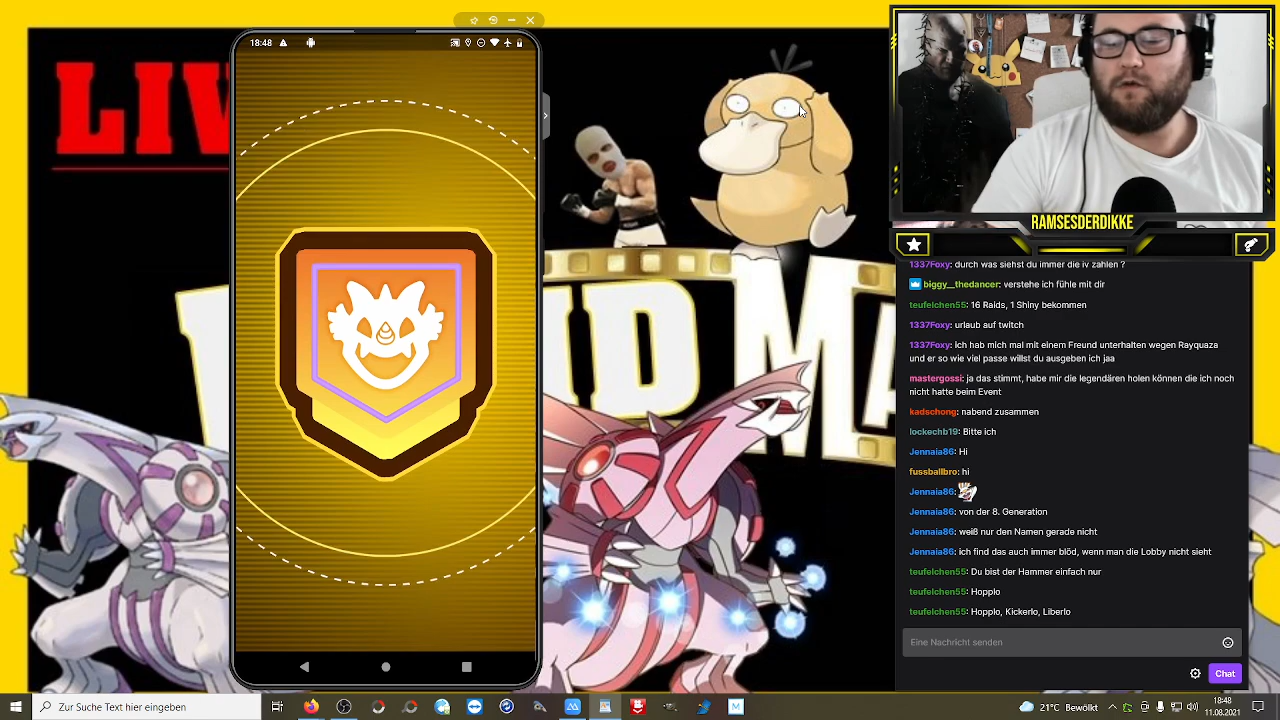 18:48
LIV
ID M
RAMSESDERDIKKE
1337Foxy: durch was siehst du immer die iv zahlen ?
biggy__thedancer: verstehe ich fühle mit dir
teufelchen55: 16 Raids, 1 Shiny bekommen
1337Foxy: urlaub auf twitch
1337Foxy: ich hab mich mal mit einem Freund unterhalten wegen Rayquaza
und er so wie viel passe willst du ausgeben ich jaa
mastergossi: ja das stimmt, habe mir die legendären holen können die ich noch
nicht hatte beim Event
kadschong: nabend zusammen
lockechb19: Bitte ich
Jennaia86: Hi
fussballbro: hi
Jennaia86:
Jennaia86: von der 8. Generation
Jennaia86: weiß nur den Namen gerade nicht
Jennaia86: ich find das auch immer blöd, wenn man die Lobby nicht sieht
teufelchen55: Du bist der Hammer einfach nur
teufelchen55: Hopplo
teufelchen55: Hopplo, Kickerlo, Liberlo
Eine Nachricht senden
Chat
Zur Suche Text hier eingeben
M
21°C Bewölkt
18:48
11.08.2021